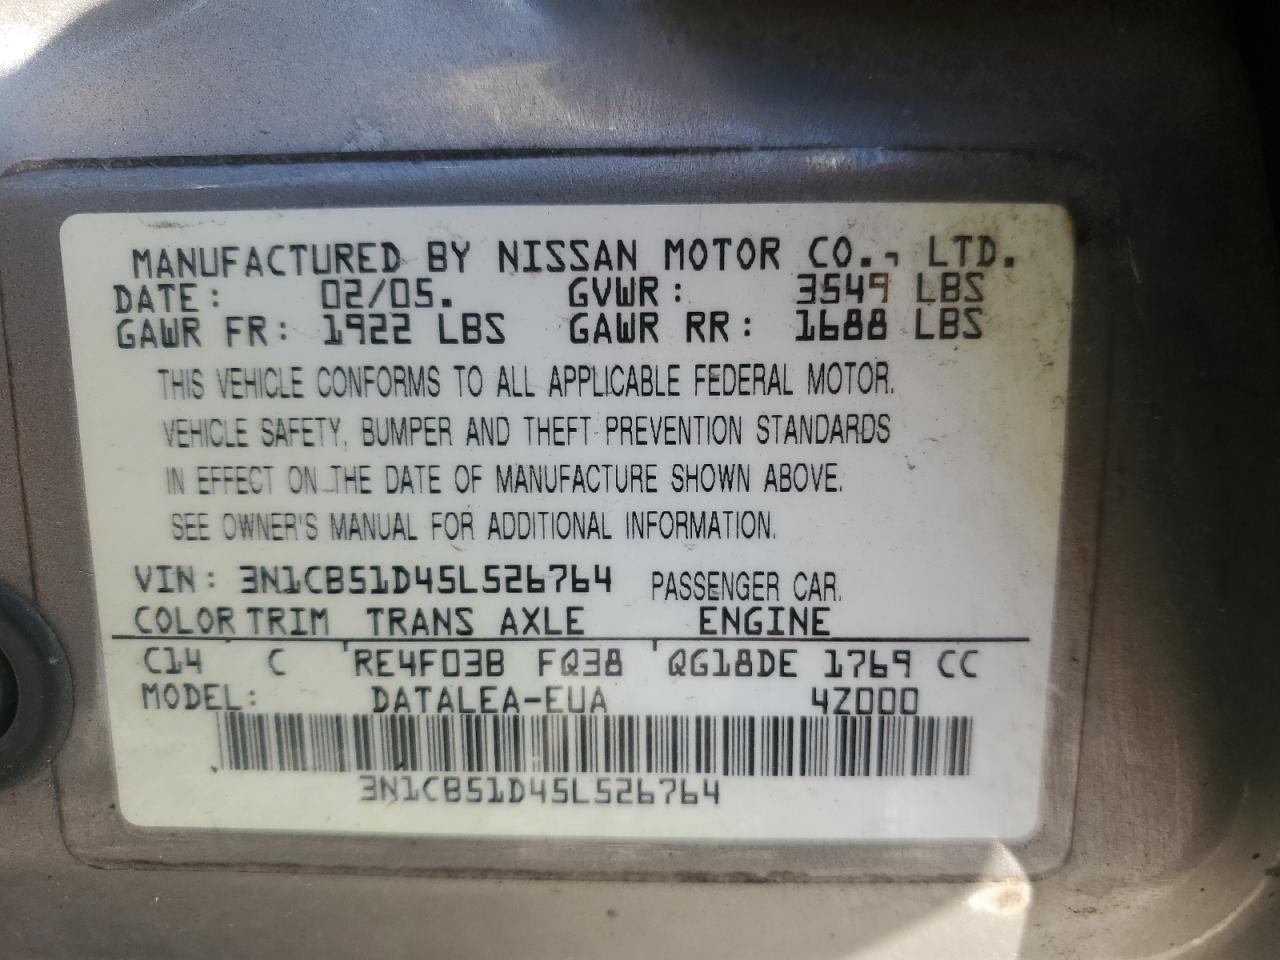 MANUFACTURED BY NISSAN MOTOR CO., LTD.
DATE: 02/05. GVWR: 3549 LBS
GAWR FR: 1922 LBS GAWR RR: 1688 LBS
THIS VEHICLE CONFORMS TO ALL APPLICABLE FEDERAL MOTOR.
VEHICLE SAFETY, BUMPER AND THEFT PREVENTION STANDARDS
IN EFFECT ON THE DATE OF MANUFACTURE SHOWN ABOVE.
SEE OWNER'S MANUAL FOR ADDITIONAL INFORMATION.
VIN: 3N1CB51D45L526764 PASSENGER CAR.
COLOR TRIM TRANS AXLE ENGINE
C14 C RE4F03B FQ38 QG18DE 1769 CC
MODEL: DATALEA-EUA 4Z000
3N1CB51D45L526764